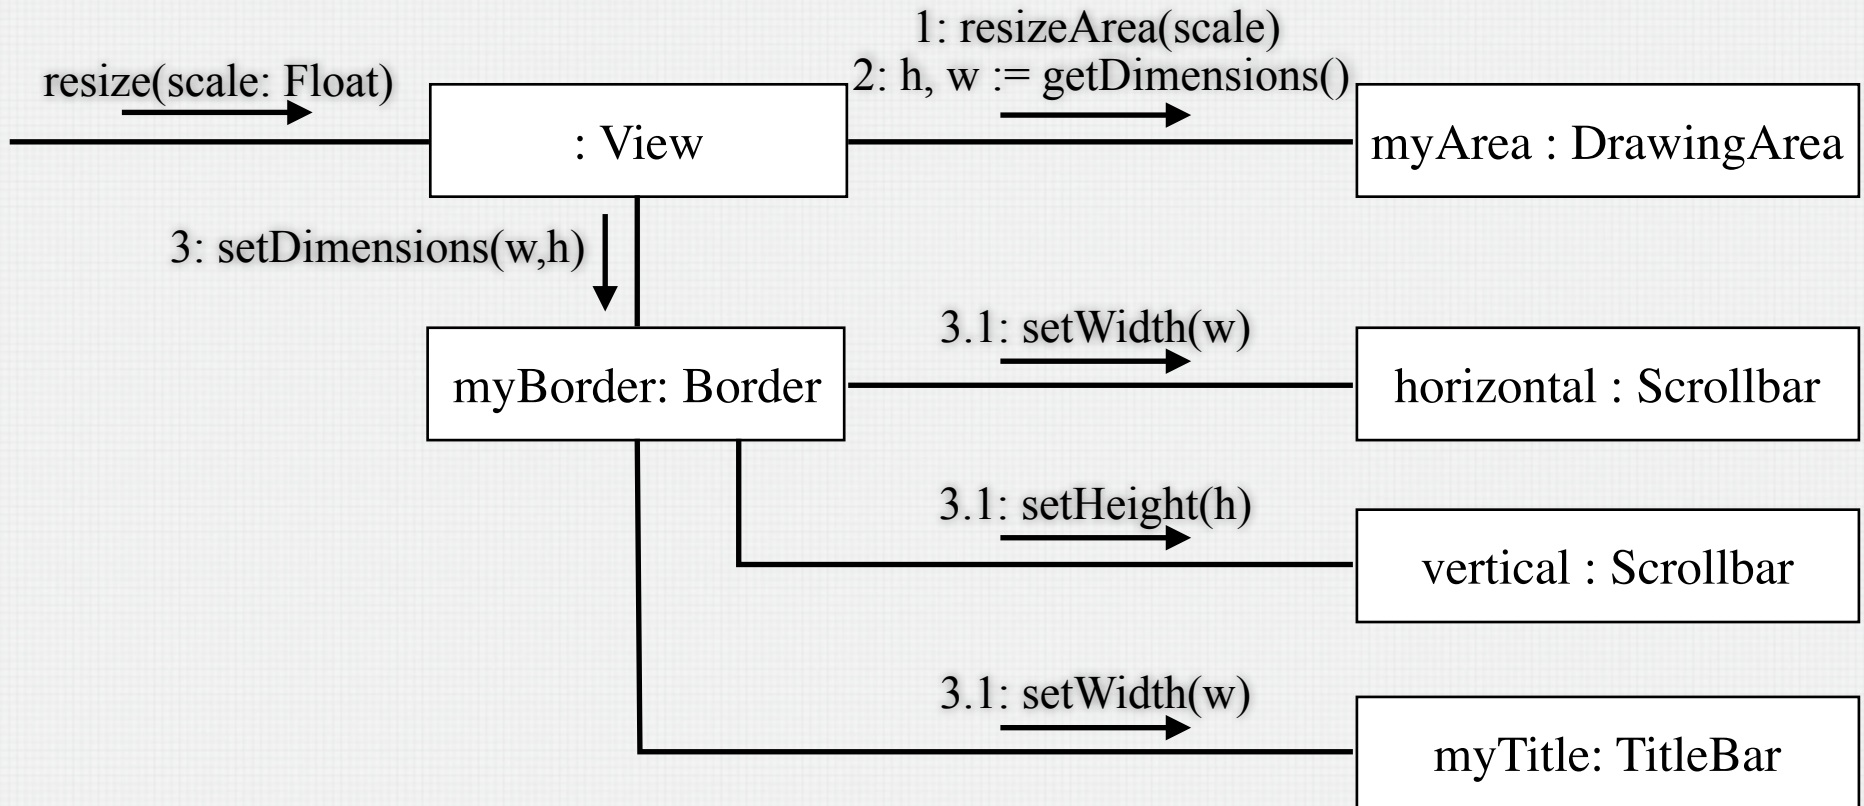 1: resizeArea(scale)
resize(scale: Float)
2: h, w := getDimensions()
: View
myArea : DrawingArea
3: setDimensions(w,h)
3.1: setWidth(w)
myBorder: Border
horizontal : Scrollbar
3.1: setHeight(h)
vertical : Scrollbar
3.1: setWidth(w)
myTitle: TitleBar